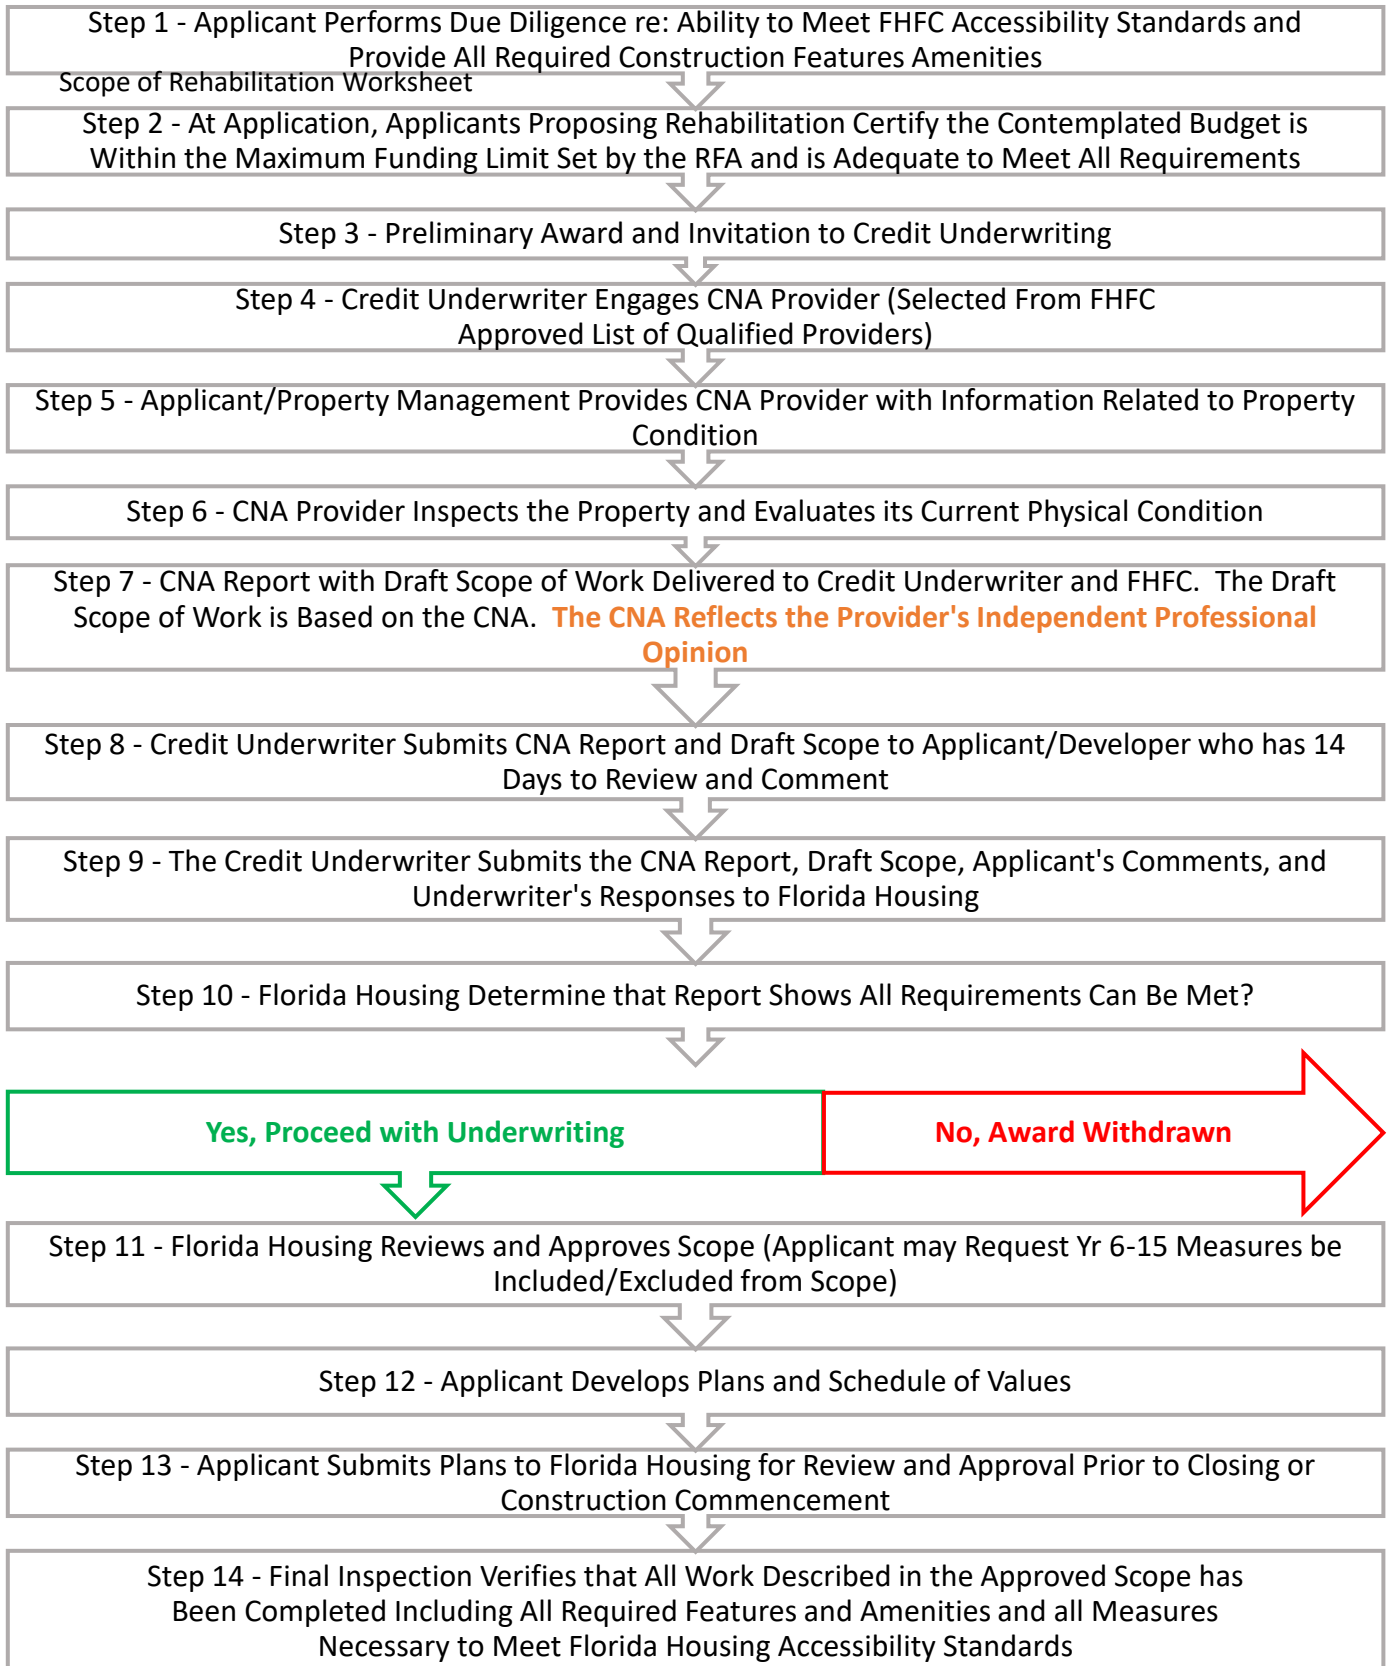 Step 1 - Applicant Performs Due Diligence re: Ability to Meet FHFC Accessibility Standards and
Provide All Required Construction Features Amenities
Scope of Rehabilitation Worksheet
Step 2 - At Application, Applicants Proposing Rehabilitation Certify the Contemplated Budget is
Within the Maximum Funding Limit Set by the RFA and is Adequate to Meet All Requirements
Step 3 - Preliminary Award and Invitation to Credit Underwriting
Step 4 - Credit Underwriter Engages CNA Provider (Selected From FHFC
Approved List of Qualified Providers)
Step 5 - Applicant/Property Management Provides CNA Provider with Information Related to Property
Condition
Step 6 - CNA Provider Inspects the Property and Evaluates its Current Physical Condition
Step 7 - CNA Report with Draft Scope of Work Delivered to Credit Underwriter and FHFC.  The Draft
Scope of Work is Based on the CNA.  The CNA Reflects the Provider's Independent Professional
Opinion
Step 8 - Credit Underwriter Submits CNA Report and Draft Scope to Applicant/Developer who has 14
Days to Review and Comment
Step 9 - The Credit Underwriter Submits the CNA Report, Draft Scope, Applicant's Comments, and
Underwriter's Responses to Florida Housing
Step 10 - Florida Housing Determine that Report Shows All Requirements Can Be Met?
Yes, Proceed with Underwriting
No, Award Withdrawn
Step 11 - Florida Housing Reviews and Approves Scope (Applicant may Request Yr 6-15 Measures be
Included/Excluded from Scope)
Step 12 - Applicant Develops Plans and Schedule of Values
Step 13 - Applicant Submits Plans to Florida Housing for Review and Approval Prior to Closing or
Construction Commencement
Step 14 - Final Inspection Verifies that All Work Described in the Approved Scope has
Been Completed Including All Required Features and Amenities and all Measures
Necessary to Meet Florida Housing Accessibility Standards